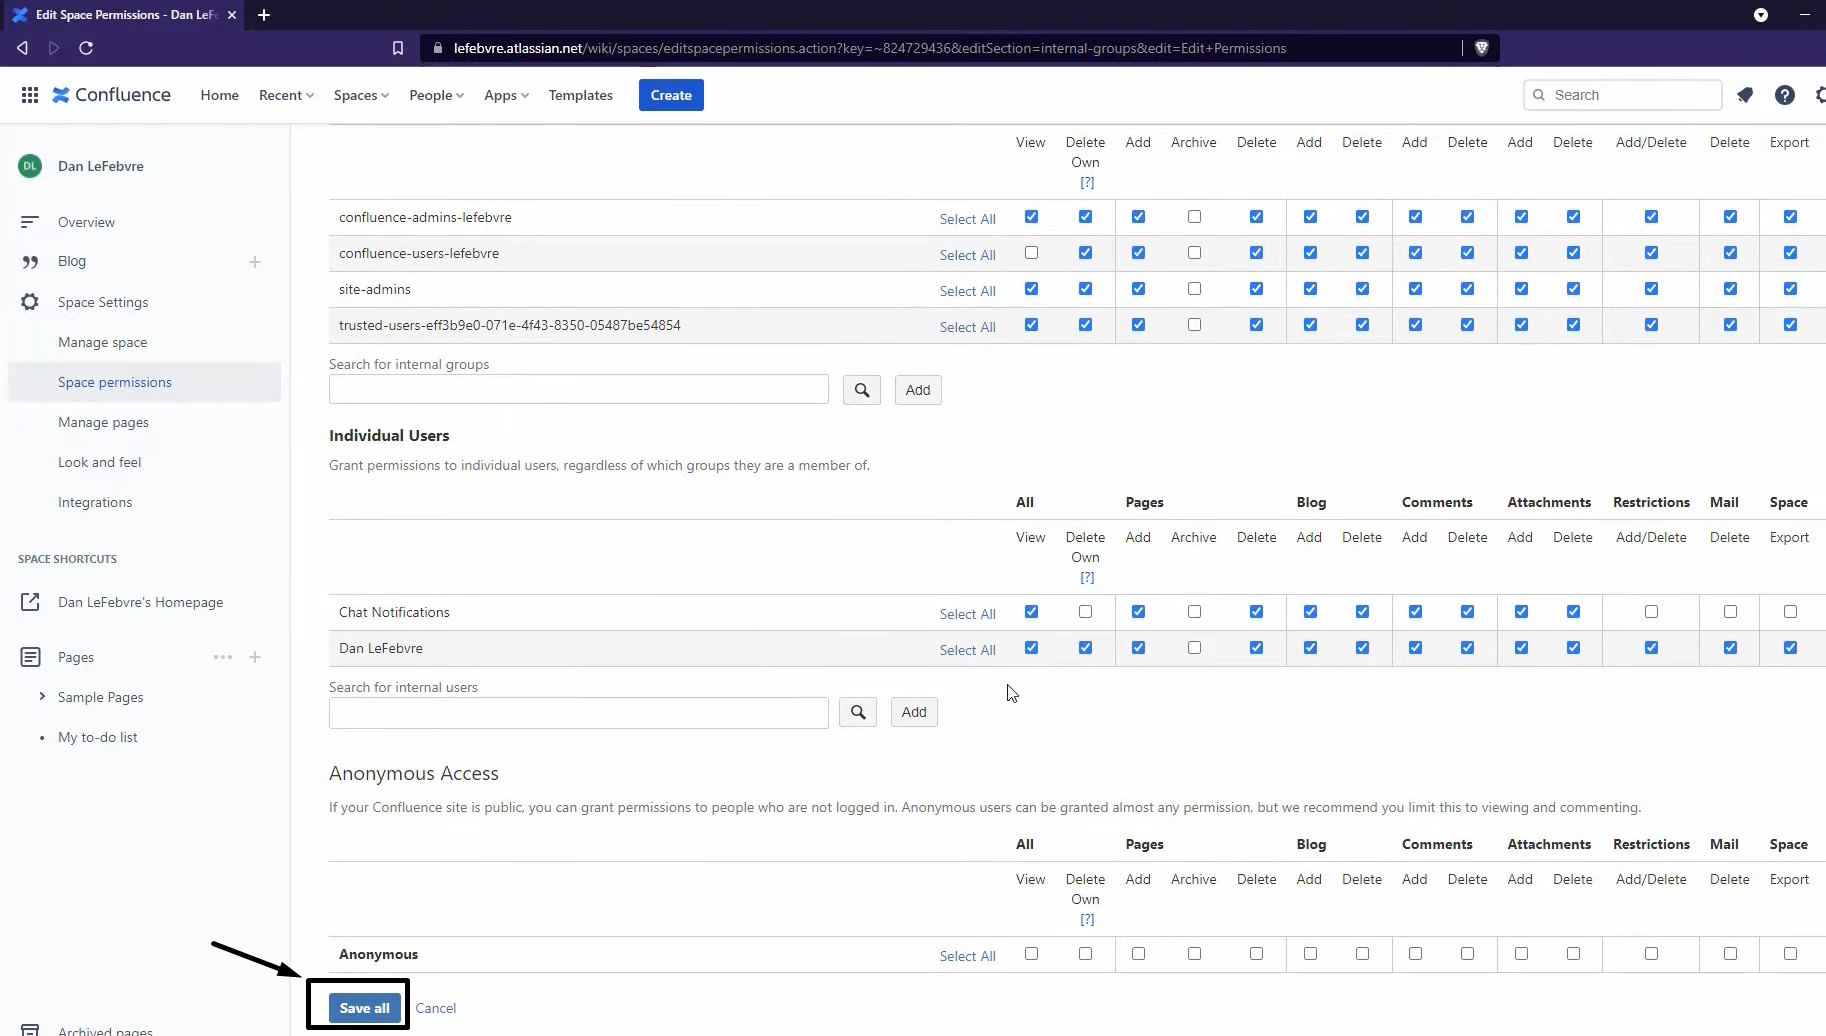 Edit Space Permissions - Dan LeF
lefebvre.atlassian.net/wiki/spaces/editspacepermissions.action?key=~824729436&editSection=internal-groups&edit=Edit+Permissions
Confluence Home Recent Spaces People Apps Templates Create Search
DL Dan LeFebvre
Overview
Blog
Space Settings
Manage space
Space permissions
Manage pages
Look and feel
Integrations
SPACE SHORTCUTS
Dan LeFebvre's Homepage
Pages
Sample Pages
My to-do list
Archived pages
View Delete Add Archive Delete Add Delete Add Delete Add Delete Add/Delete Delete Export
Own
[?]
confluence-admins-lefebvre Select All
confluence-users-lefebvre Select All
site-admins Select All
trusted-users-eff3b9e0-071e-4f43-8350-05487be54854 Select All
Search for internal groups
Add
Individual Users
Grant permissions to individual users, regardless of which groups they are a member of.
All Pages Blog Comments Attachments Restrictions Mail Space
View Delete Add Archive Delete Add Delete Add Delete Add Delete Add/Delete Delete Export
Own
[?]
Chat Notifications Select All
Dan LeFebvre Select All
Search for internal users
Add
Anonymous Access
If your Confluence site is public, you can grant permissions to people who are not logged in. Anonymous users can be granted almost any permission, but we recommend you limit this to viewing and commenting.
All Pages Blog Comments Attachments Restrictions Mail Space
View Delete Add Archive Delete Add Delete Add Delete Add Delete Add/Delete Delete Export
Own
[?]
Anonymous Select All
Save all Cancel